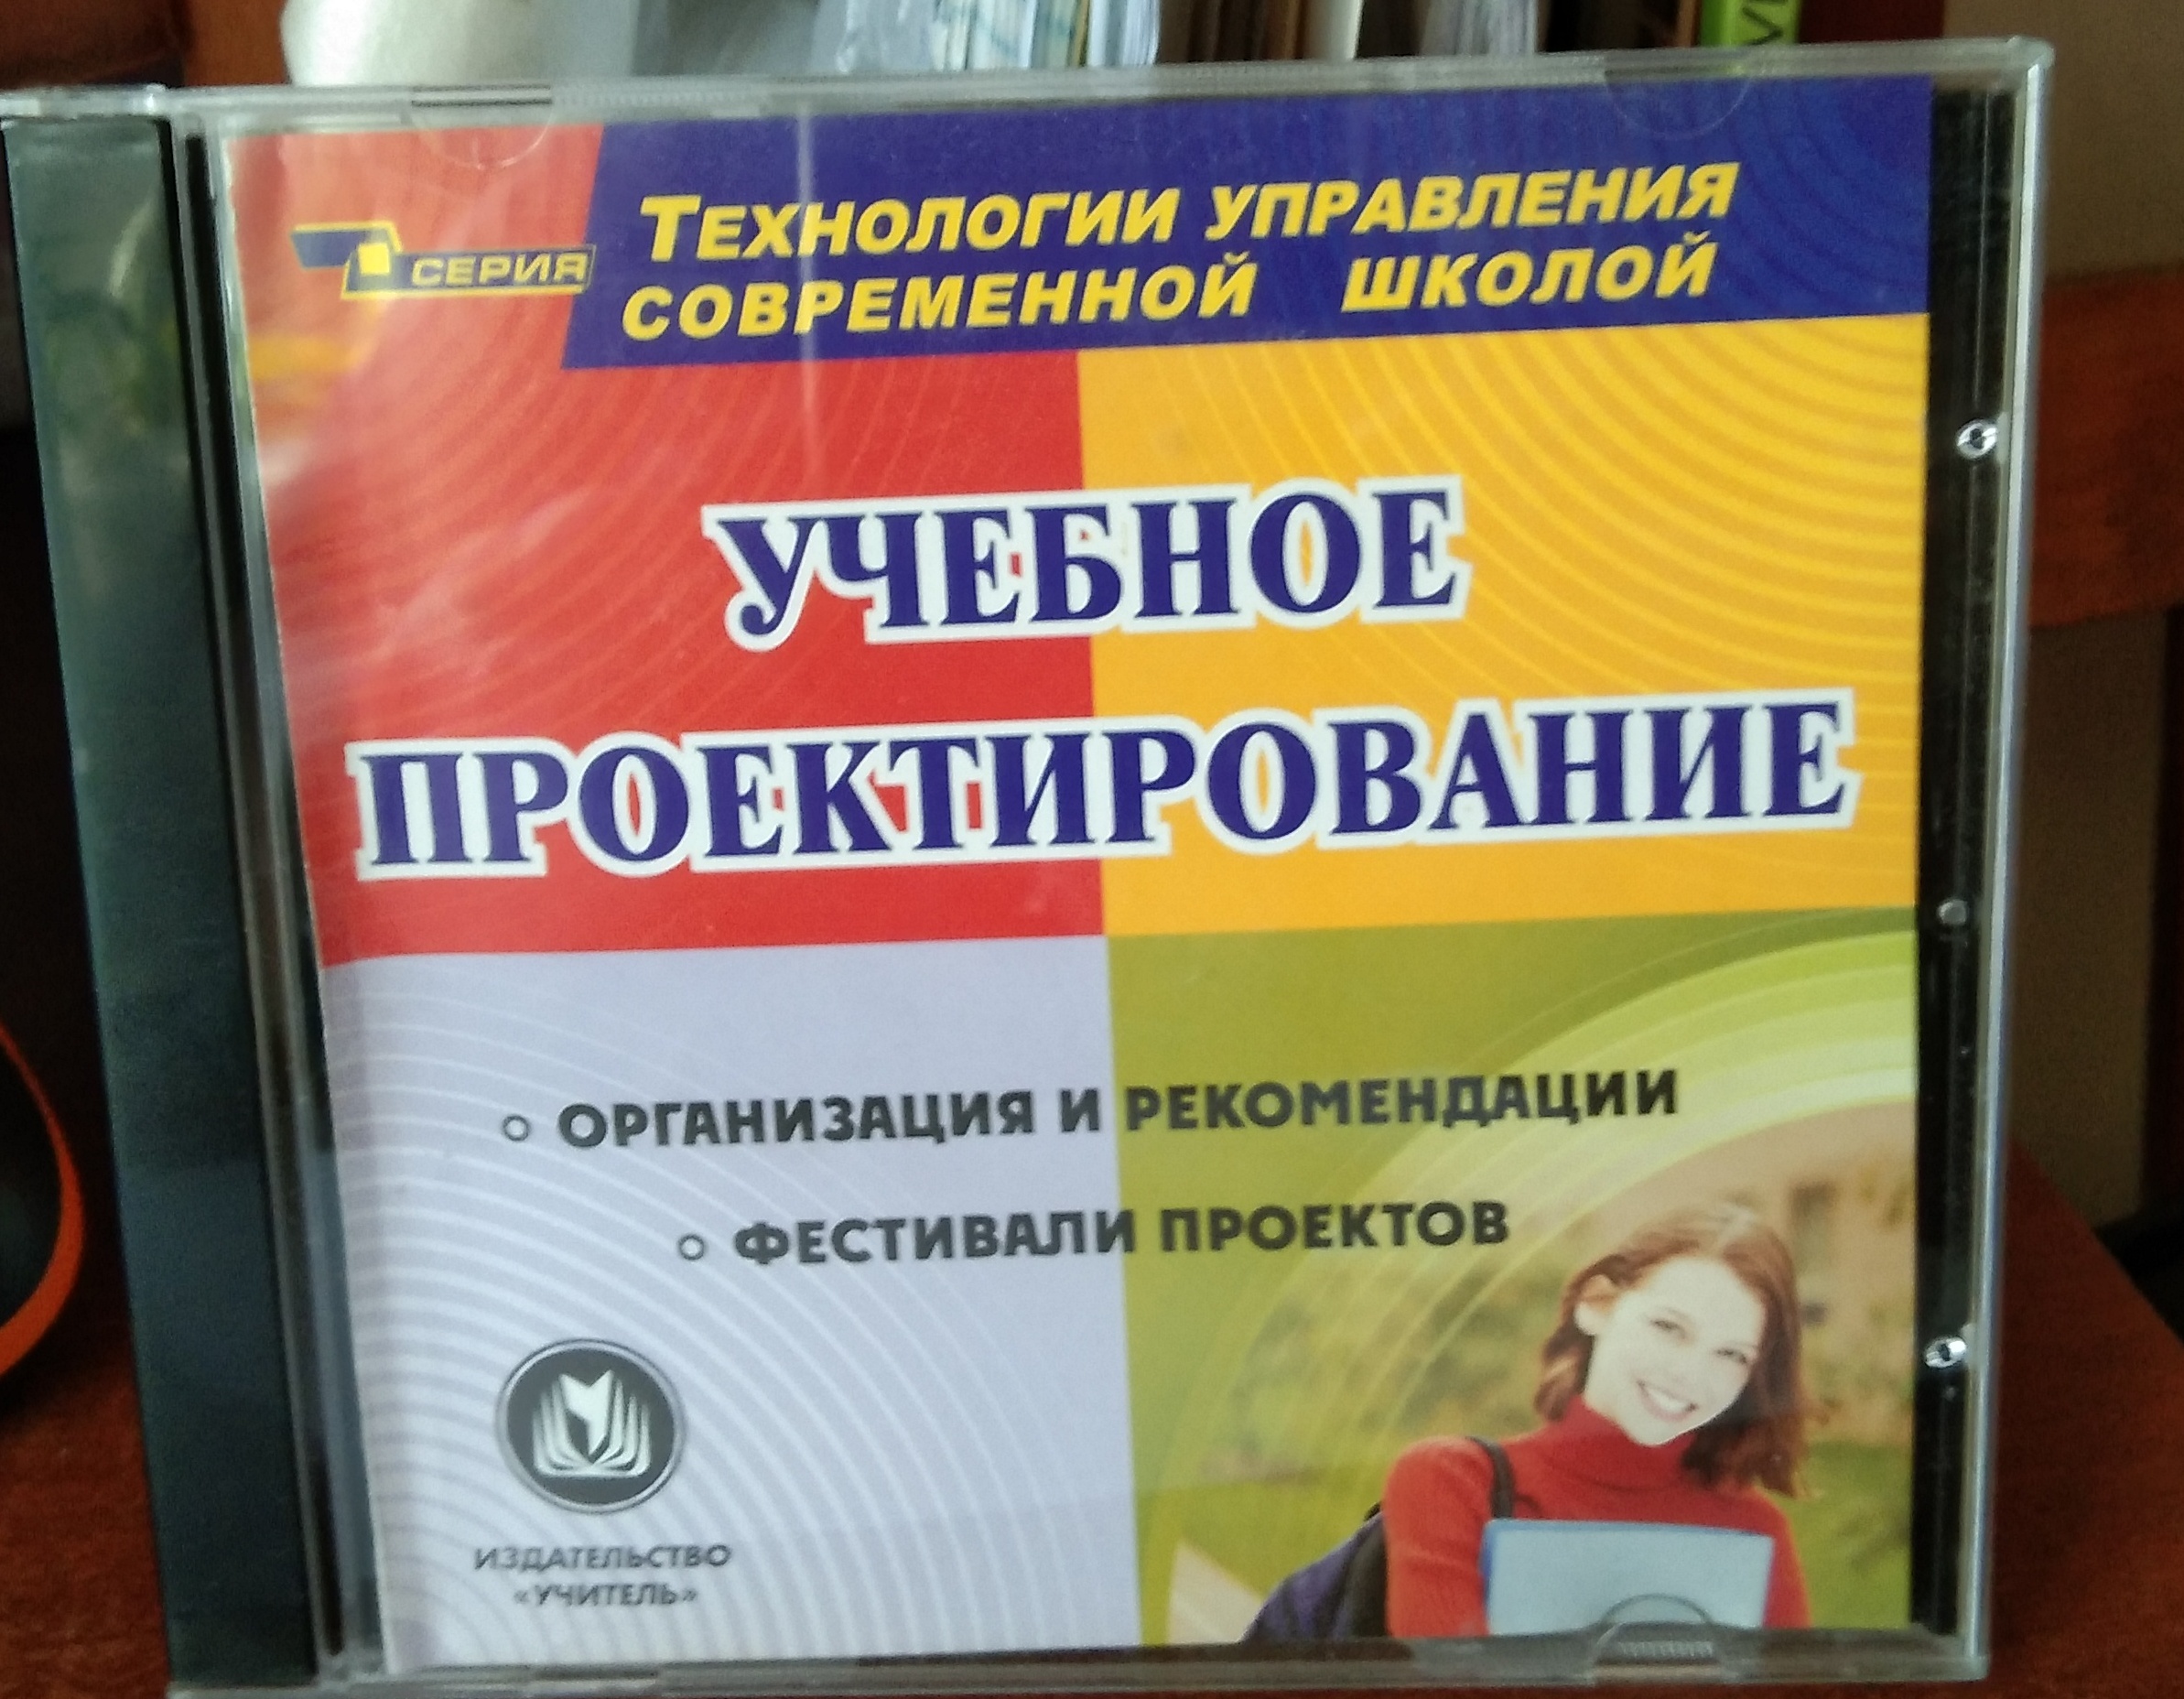 СЕРИЯ
ТЕХНОЛОГИИ УПРАВЛЕНИЯ
СОВРЕМЕННОЙ ШКОЛОЙ
УЧЕБНОЕ
ПРОЕКТИРОВАНИЕ
○ ОРГАНИЗАЦИЯ И РЕКОМЕНДАЦИИ
○ ФЕСТИВАЛИ ПРОЕКТОВ
ИЗДАТЕЛЬСТВО
«УЧИТЕЛЬ»